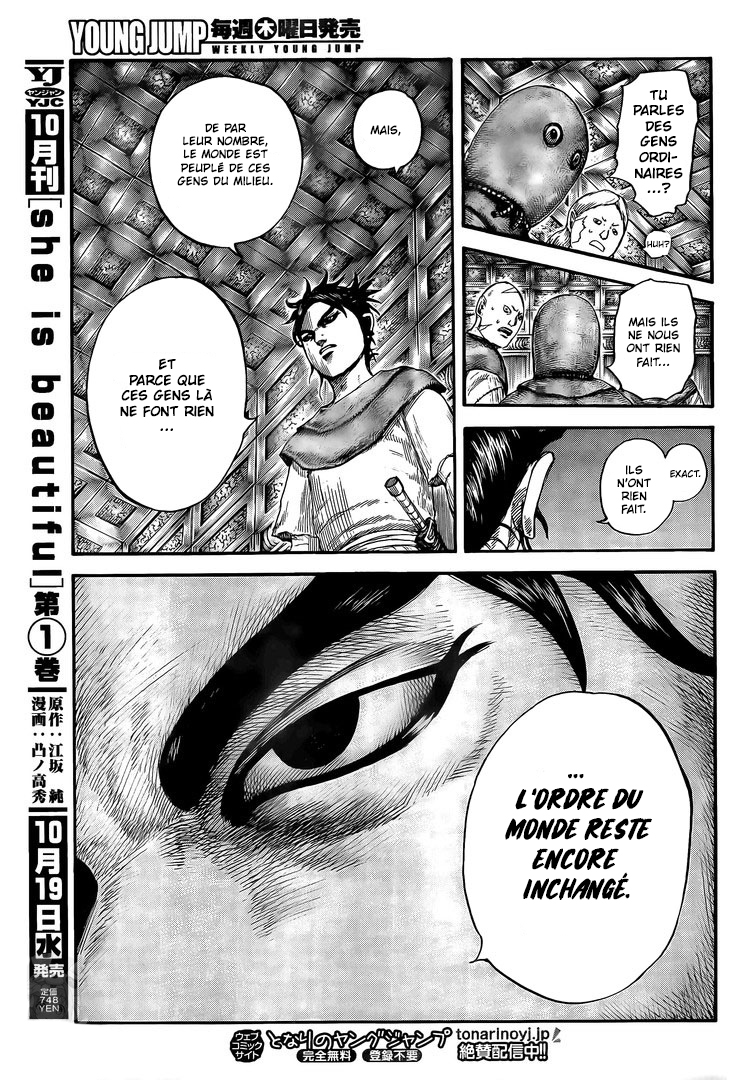 YOUNG JUMP 毎週木曜日発売
WEEKLY YOUNG JUMP
YJ
ヤンジャン
YJC
10月刊
[she is beautiful]
第1巻
原作:江坂 純
漫画:凸ノ高秀
10月19日水
発売
定価
748
YEN
TU
PARLES
DES
GENS
ORDI-
NAIRES
...?
HUH?
MAIS ILS
NE NOUS
ONT RIEN
FAIT...
EXACT.
ILS
N'ONT
RIEN
FAIT.
MAIS,
DE PAR
LEUR NOMBRE,
LE MONDE EST
PEUPLÉ DE CES
GENS DU MILIEU.
ET
PARCE QUE
CES GENS LÀ
NE FONT RIEN
...
...
L'ORDRE DU
MONDE RESTE
ENCORE
INCHANGÉ.
ウェブ
コミック
サイト
となりのヤングジャンプ
完全無料
登録不要
tonarinoyj.jp
絶賛配信中!!